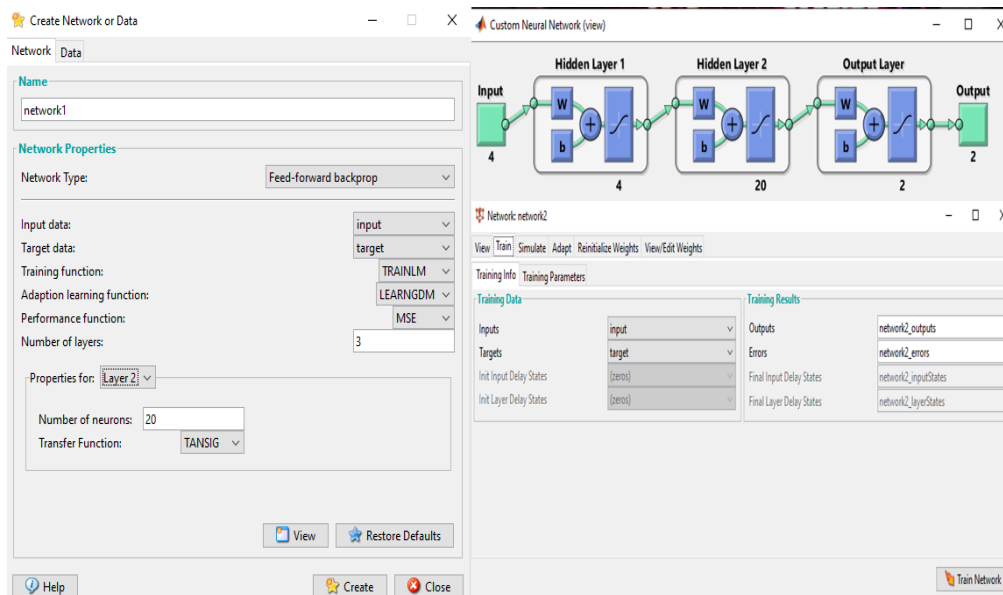 Create Network or Data
Network Data
Name
network1
Network Properties
Network Type: Feed-forward backprop
Input data: input
Target data: target
Training function: TRAINLM
Adaption learning function: LEARNGDM
Performance function: MSE
Number of layers: 3
Properties for: Layer 2
Number of neurons: 20
Transfer Function: TANSIG
View Restore Defaults
Help Create Close
Custom Neural Network (view)
Hidden Layer 1 Hidden Layer 2 Output Layer
Input Output
W W W
+ + +
b b b
4 2
4 20 2
Network: network2
View Train Simulate Adapt Reinitialize Weights View/Edit Weights
Training Info Training Parameters
Training Data Training Results
Inputs input Outputs network2_outputs
Targets target Errors network2_errors
Init Input Delay States (zeros) Final Input Delay States network2_inputStates
Init Layer Delay States (zeros) Final Layer Delay States network2_layerStates
Train Network